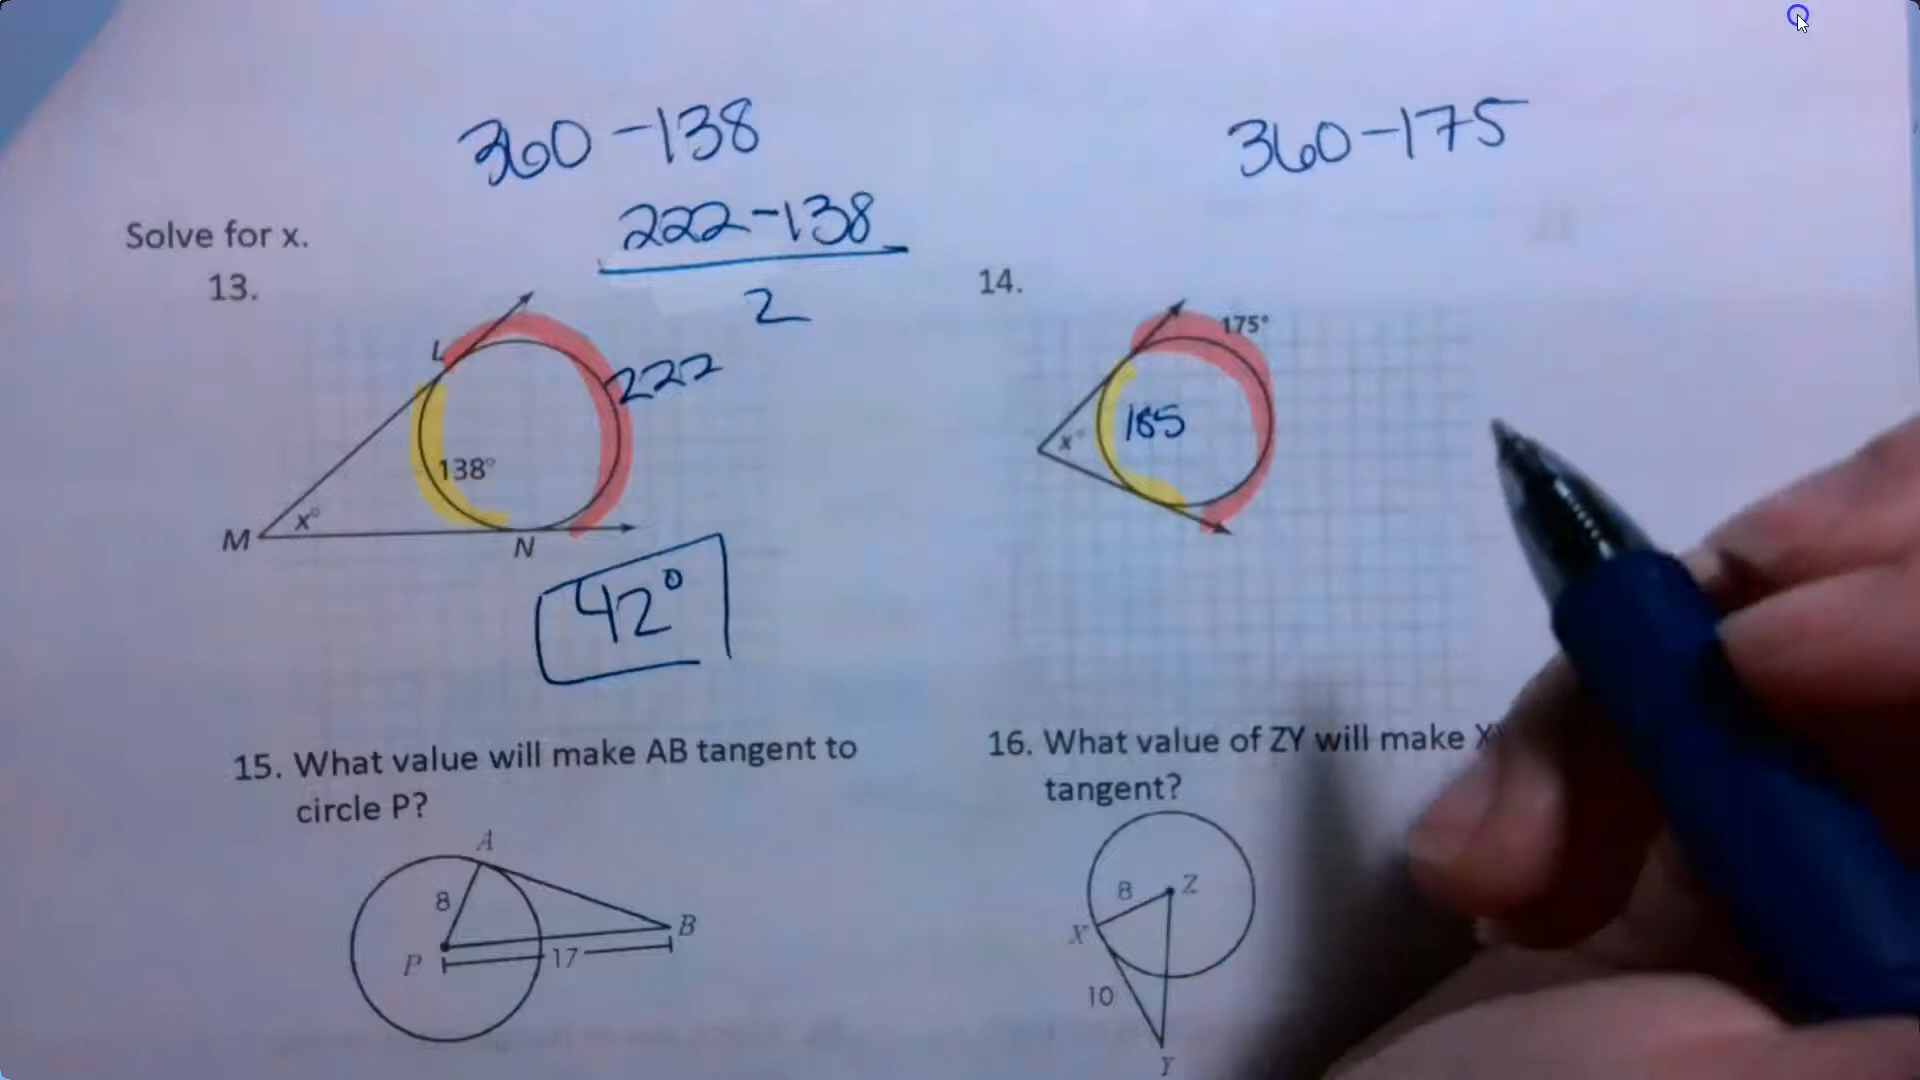 360-138
360-175
222-138
2
Solve for x.
13.
L
222
138°
x°
M
N
42°
14.
175°
185
x°
15. What value will make AB tangent to
circle P?
A
8
B
P
17
16. What value of ZY will make
tangent?
8
Z
X
10
Y